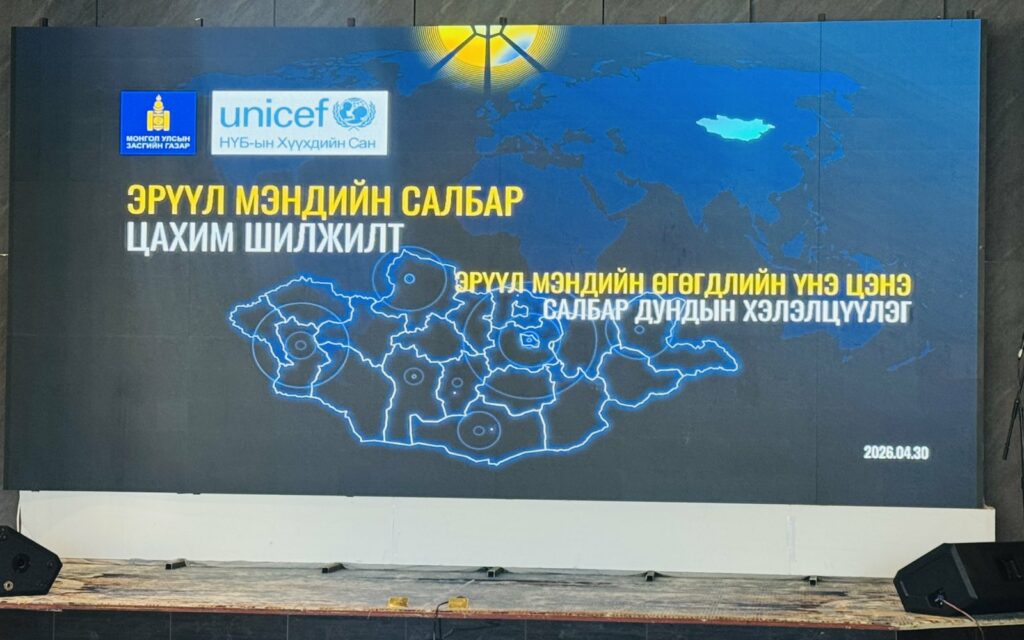 МОНГОЛ УЛСЫН
ЗАСГИЙН ГАЗАР
unicef
НҮБ-ын Хүүхдийн Сан
ЭРҮҮЛ МЭНДИЙН САЛБАР
ЦАХИМ ШИЛЖИЛТ
ЭРҮҮЛ МЭНДИЙН ӨГӨГДЛИЙН ҮНЭ ЦЭНЭ
САЛБАР ДУНДЫН ХЭЛЭЛЦҮҮЛЭГ
2026.04.30